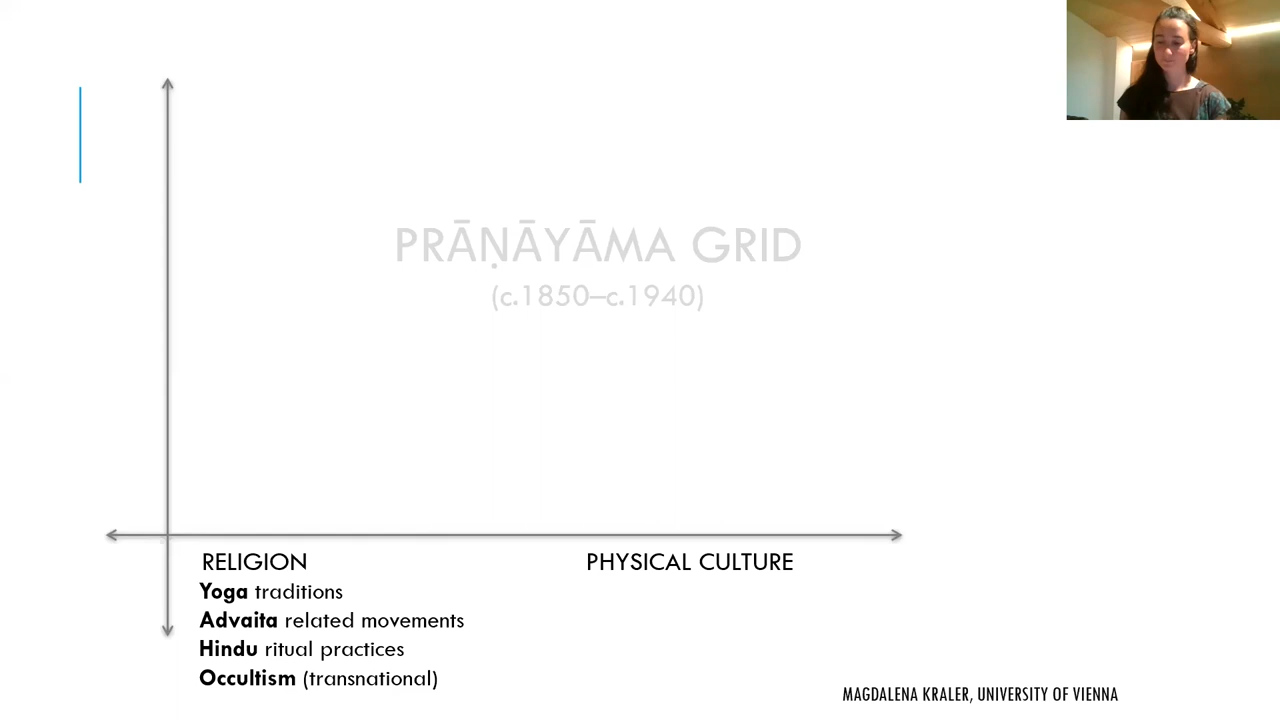 PRĀṆĀYĀMA GRID
(c.1850–c.1940)
RELIGION
Yoga traditions
Advaita related movements
Hindu ritual practices
Occultism (transnational)
PHYSICAL CULTURE
MAGDALENA KRALER, UNIVERSITY OF VIENNA